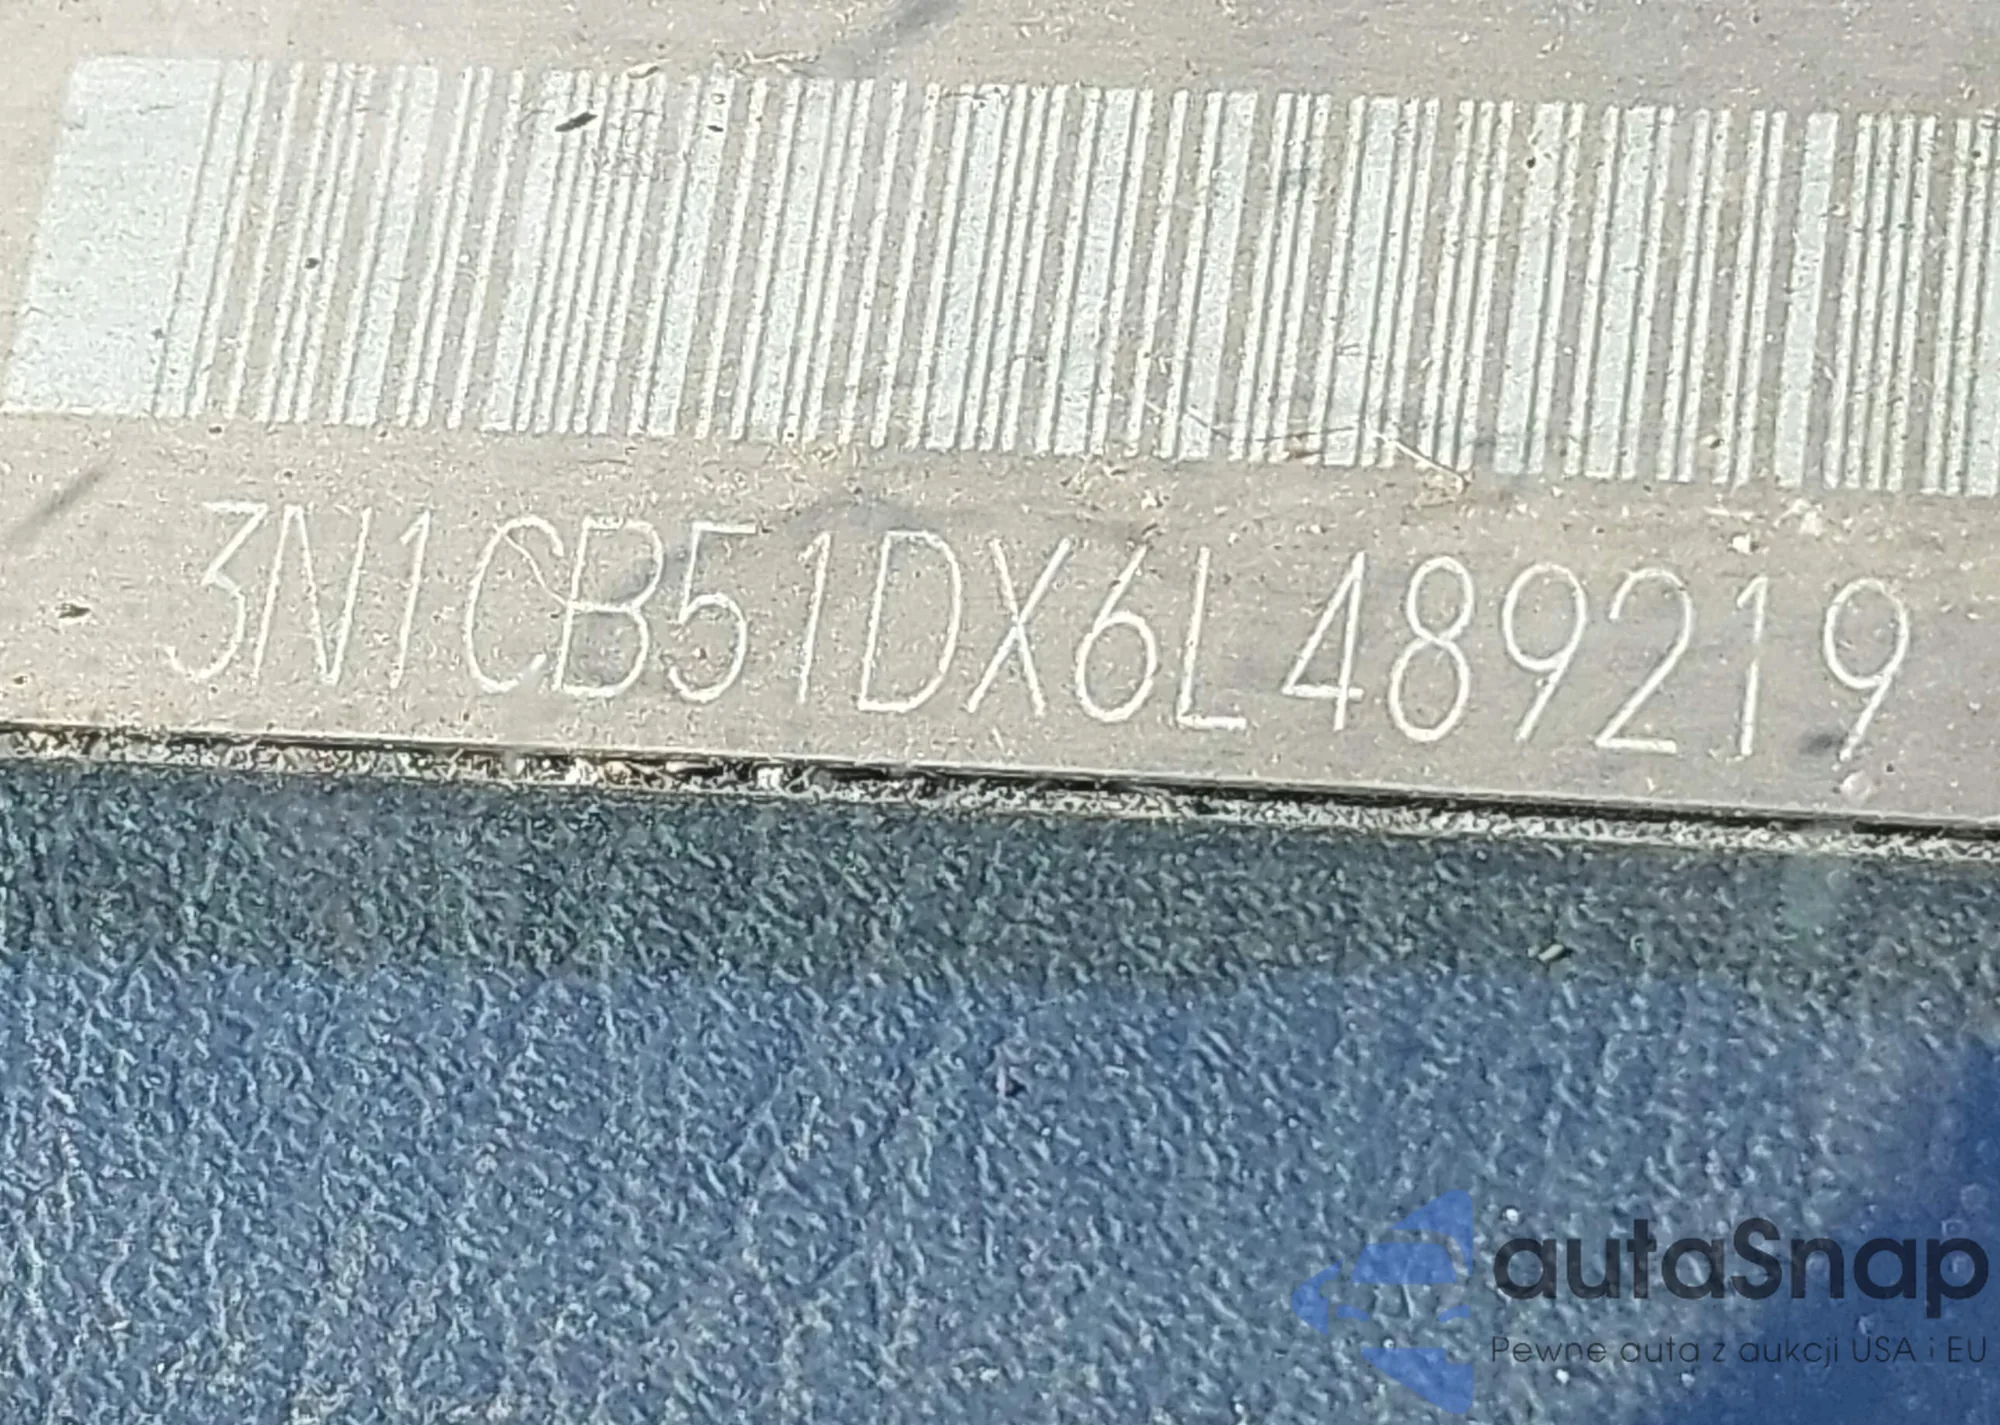 3N1CB51DX6L489219
autaSnap
Pewne auta z aukcji USA i EU